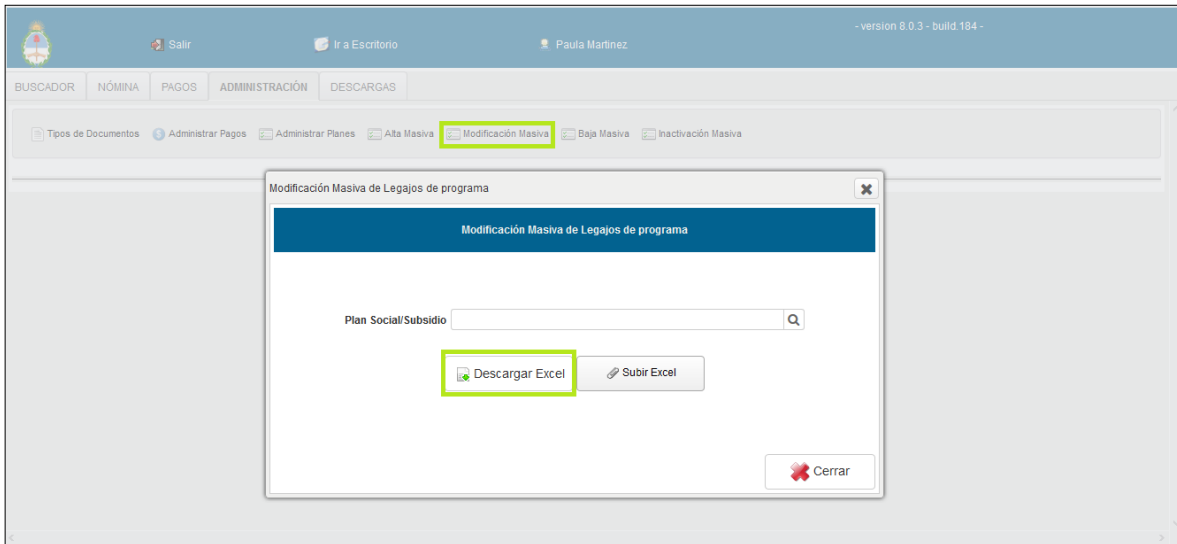 - version 8.0.3 - build.184 -
Salir Ir a Escritorio Paula Martinez
BUSCADOR NÓMINA PAGOS ADMINISTRACIÓN DESCARGAS
Tipos de Documentos Administrar Pagos Administrar Planes Alta Masiva Modificación Masiva Baja Masiva Inactivación Masiva
Modificación Masiva de Legajos de programa
Modificación Masiva de Legajos de programa
Plan Social/Subsidio
Descargar Excel Subir Excel
Cerrar